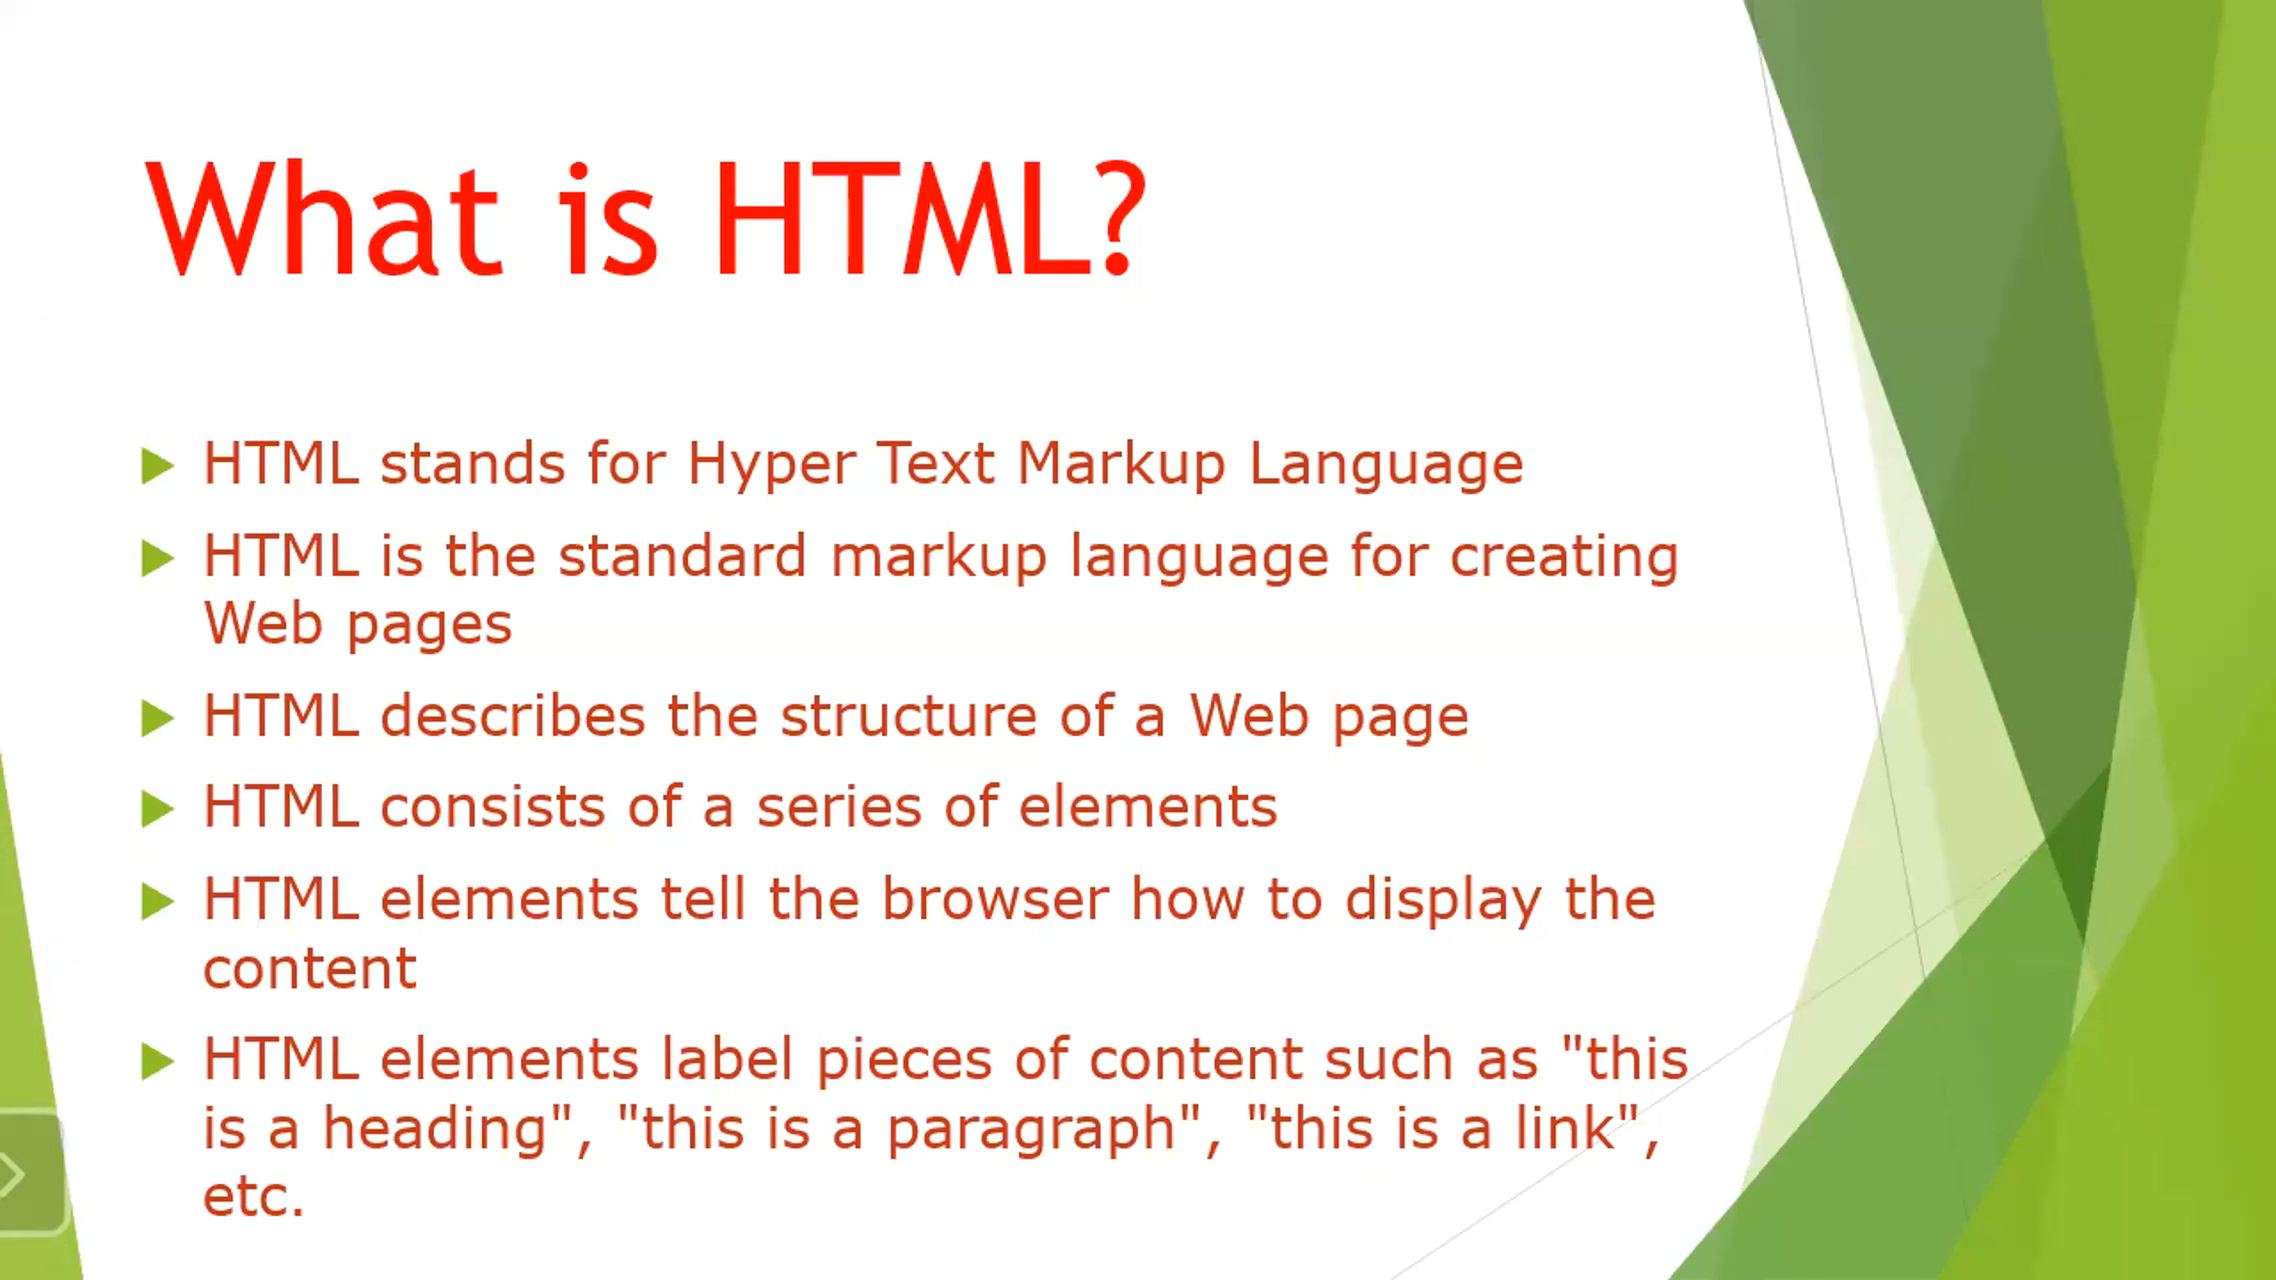 What is HTML?
HTML stands for Hyper Text Markup Language
HTML is the standard markup language for creating
Web pages
HTML describes the structure of a Web page
HTML consists of a series of elements
HTML elements tell the browser how to display the
content
HTML elements label pieces of content such as "this
is a heading", "this is a paragraph", "this is a link",
etc.